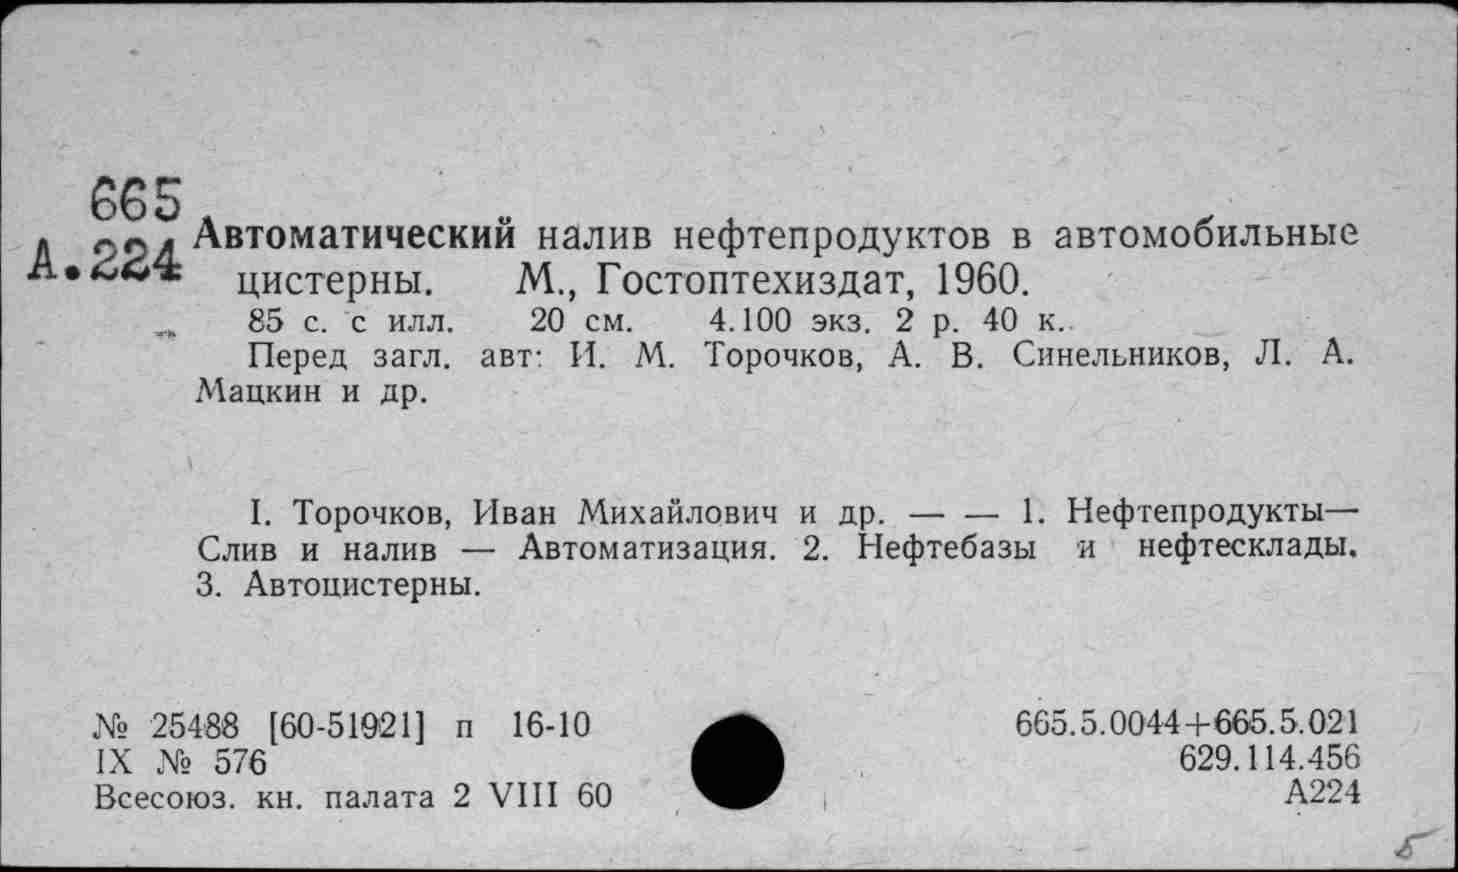 665
А.224
Автоматический налив нефтепродуктов в автомобильные
цистерны. М., Гостоптехиздат, 1960.
85 с. с илл. 20 см. 4.100 экз. 2 р. 40 к.
Перед загл. авт: И. М. Торочков, А. В. Синельников, Л. А.
Мацкин и др.
I. Торочков, Иван Михайлович и др. — — 1. Нефтепродукты—
Слив и налив — Автоматизация. 2. Нефтебазы и нефтесклады.
3. Автоцистерны.
№ 25488 [60-51921] п 16-10
IX № 576
Всесоюз. кн. палата 2 VIII 60
665.5.0044+665.5.021
629.114.456
А224